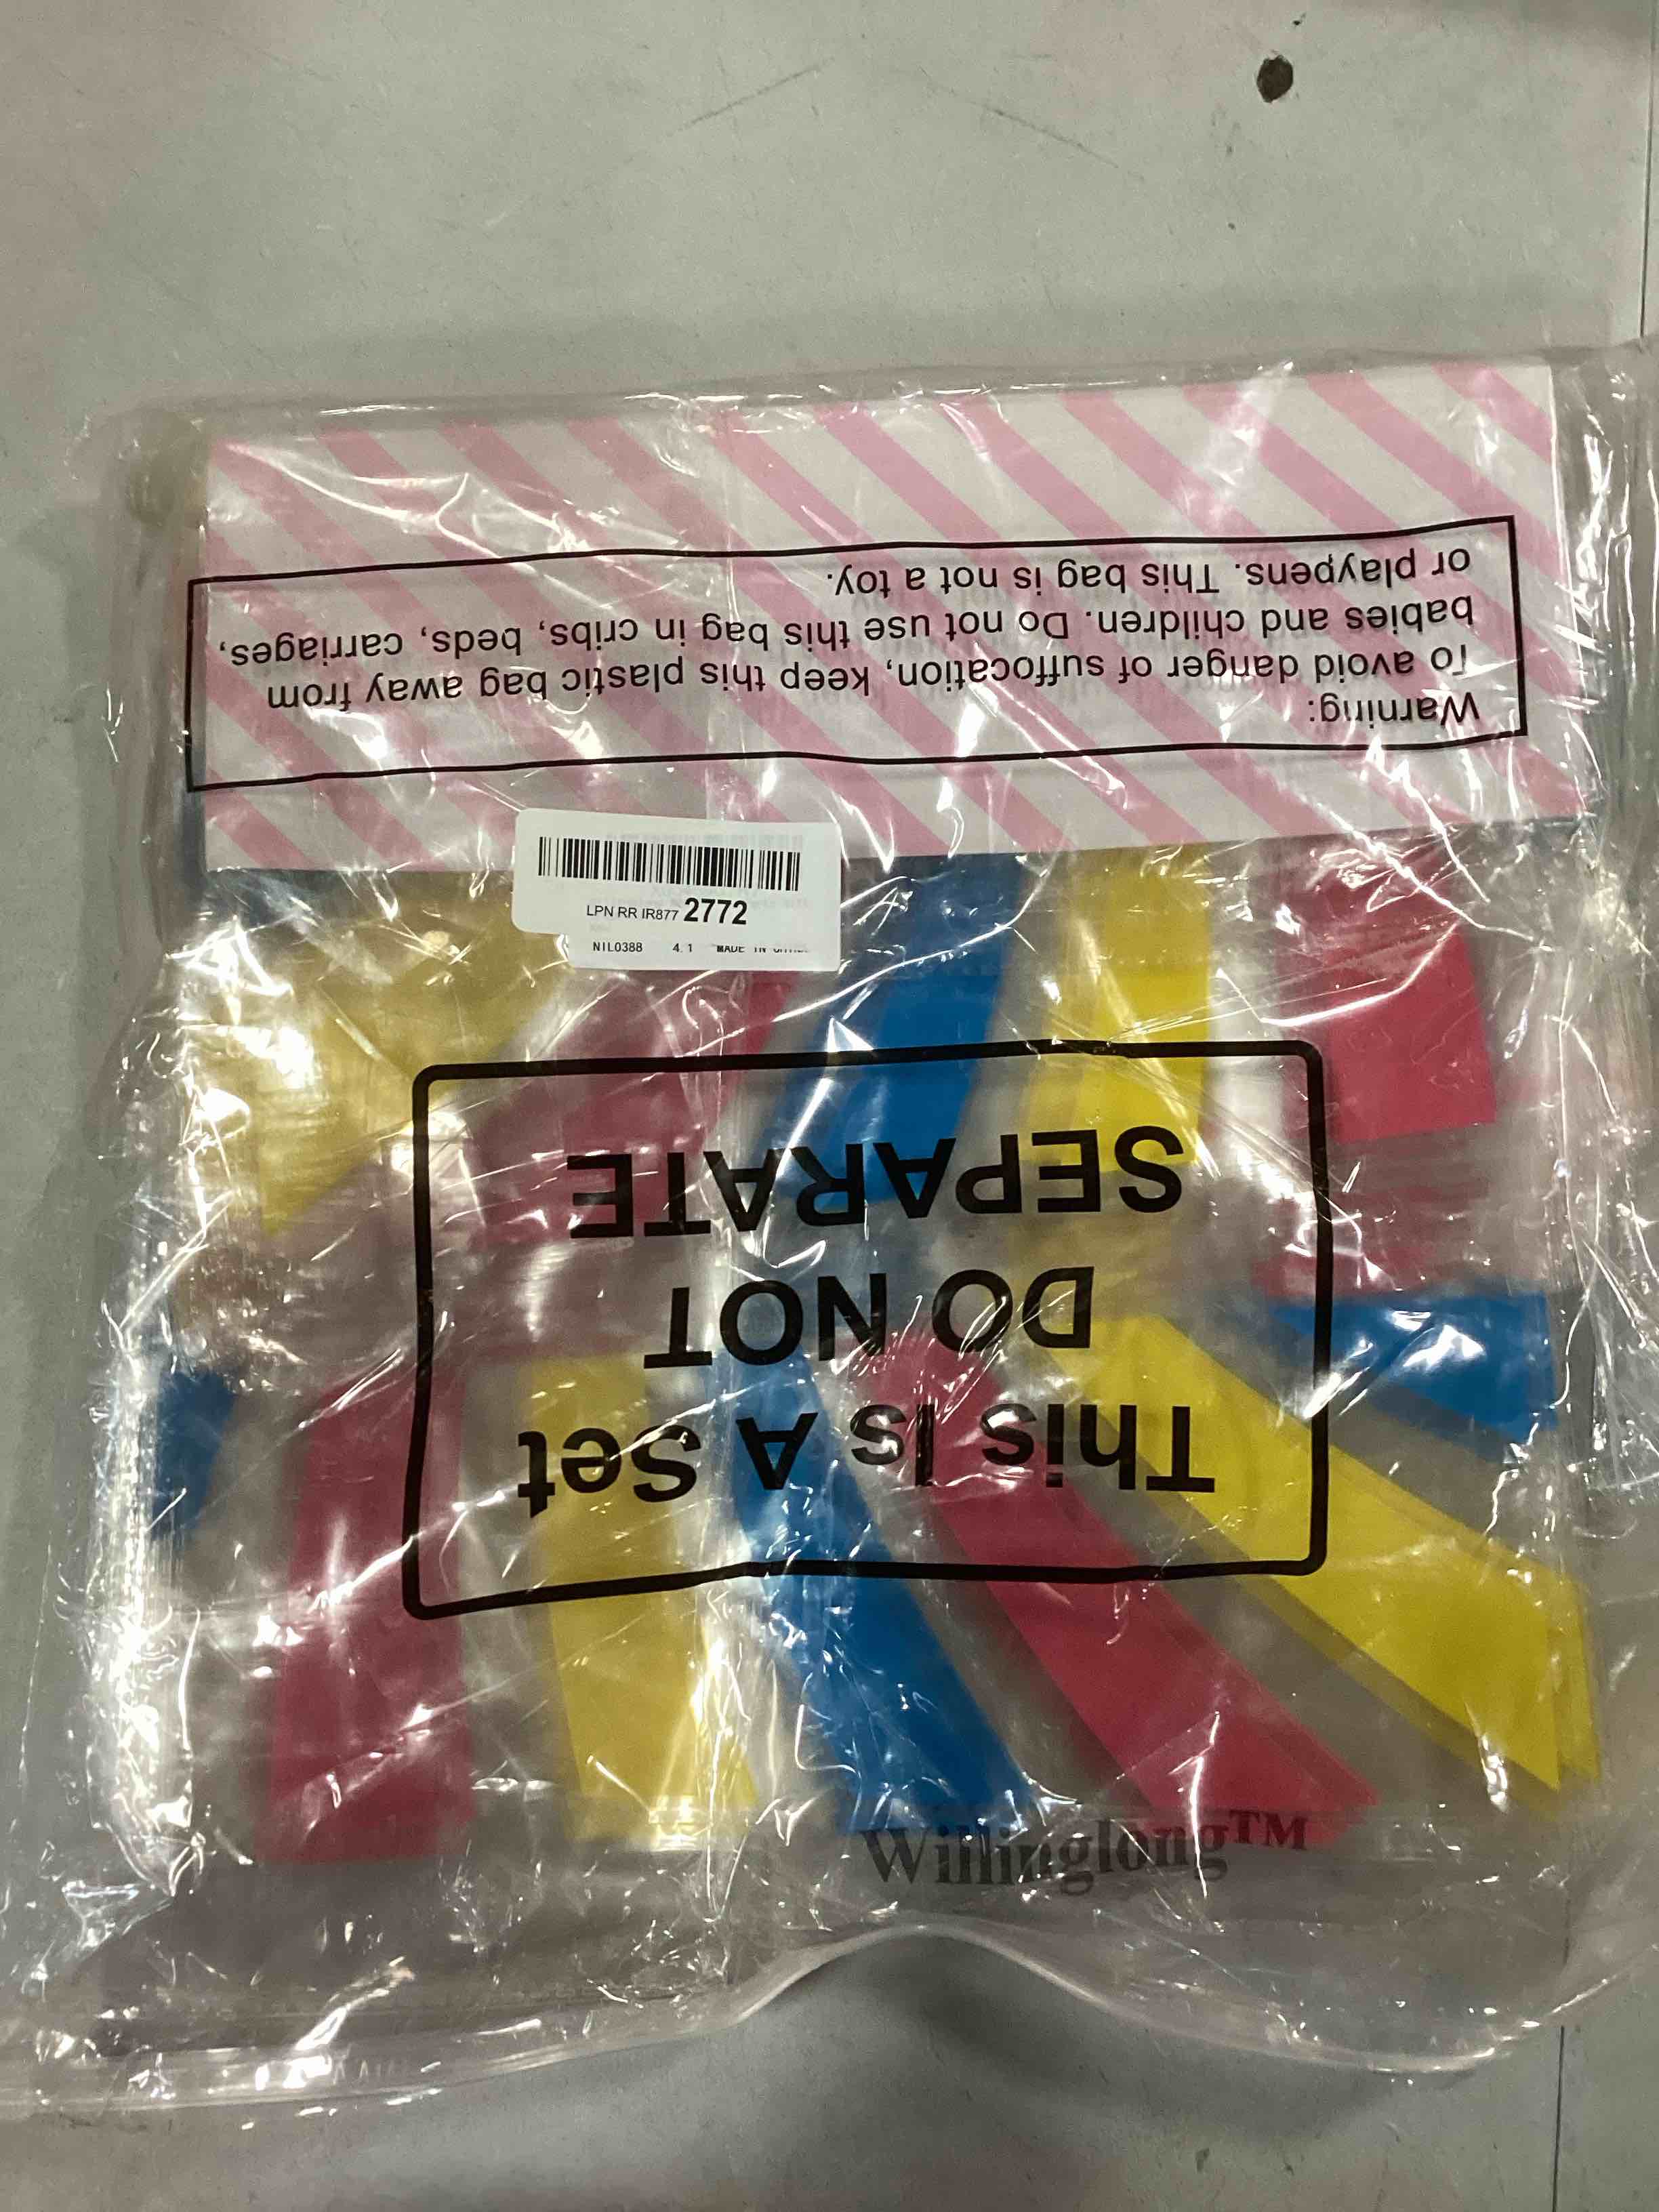 Warning:
To avoid danger of suffocation, keep this plastic bag away from
babies and children. Do not use this bag in cribs, beds, carriages,
or playpens. This bag is not a toy.
LPN RR IR877 2772
NIL0388 4.1 MADE IN
This Is A Set
DO NOT
SEPARATE
Willinglong™